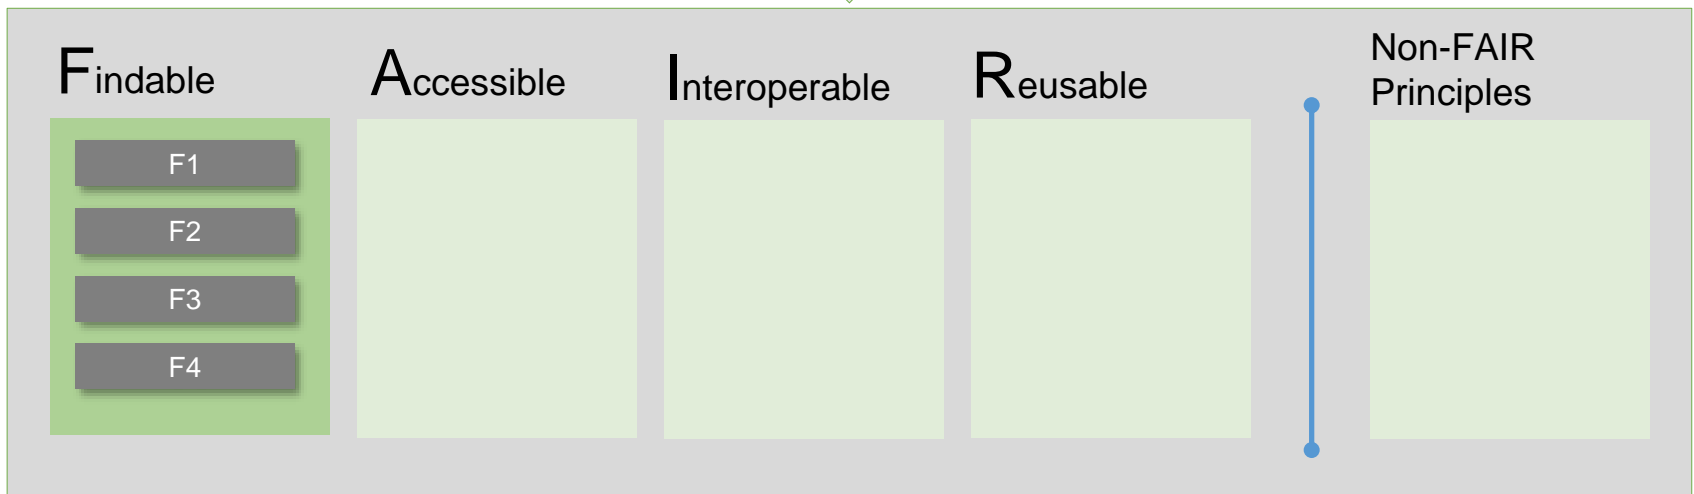 Findable
Accessible
Interoperable
Reusable
Non-FAIR
Principles
F1
F2
F3
F4